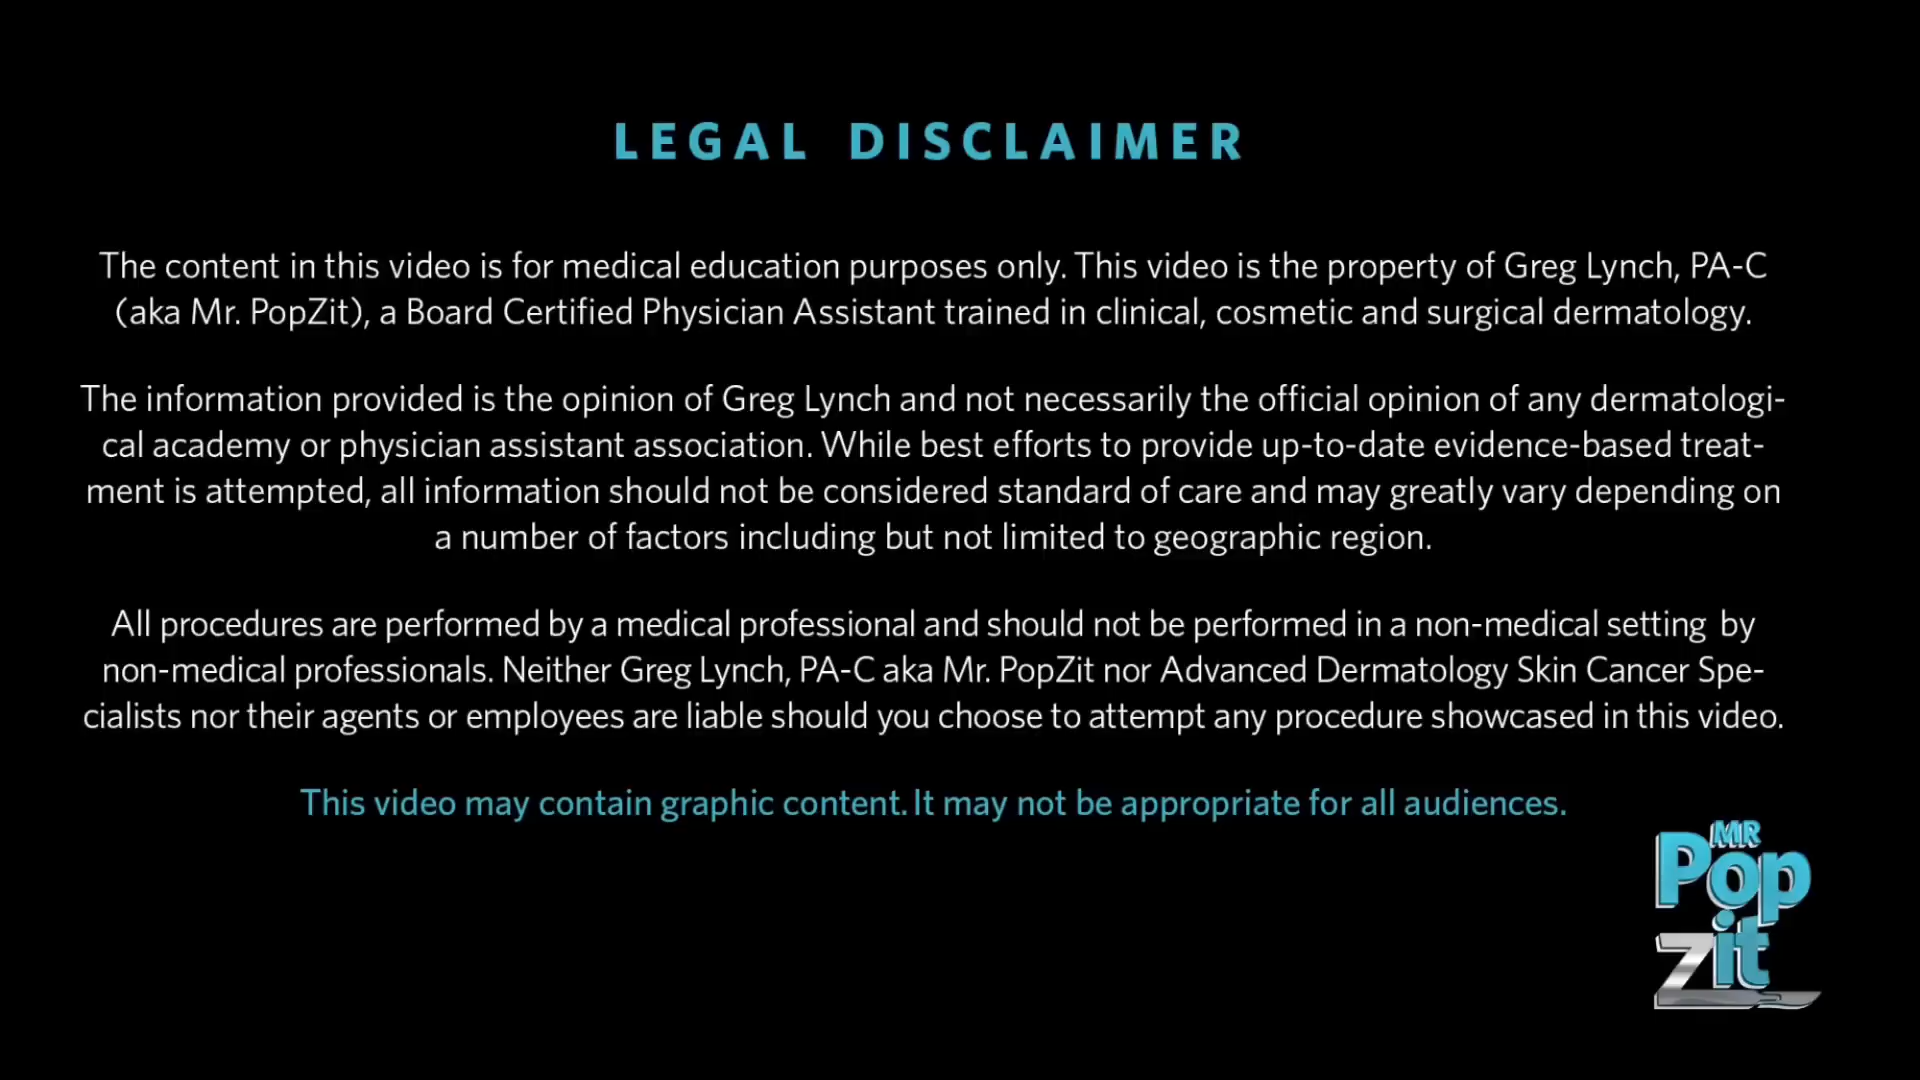 LEGAL DISCLAIMER
The content in this video is for medical education purposes only. This video is the property of Greg Lynch, PA-C
(aka Mr. PopZit), a Board Certified Physician Assistant trained in clinical, cosmetic and surgical dermatology.
The information provided is the opinion of Greg Lynch and not necessarily the official opinion of any dermatologi-
cal academy or physician assistant association. While best efforts to provide up-to-date evidence-based treat-
ment is attempted, all information should not be considered standard of care and may greatly vary depending on
a number of factors including but not limited to geographic region.
All procedures are performed by a medical professional and should not be performed in a non-medical setting by
non-medical professionals. Neither Greg Lynch, PA-C aka Mr. PopZit nor Advanced Dermatology Skin Cancer Spe-
cialists nor their agents or employees are liable should you choose to attempt any procedure showcased in this video.
This video may contain graphic content. It may not be appropriate for all audiences.
MR
Pop
Zit